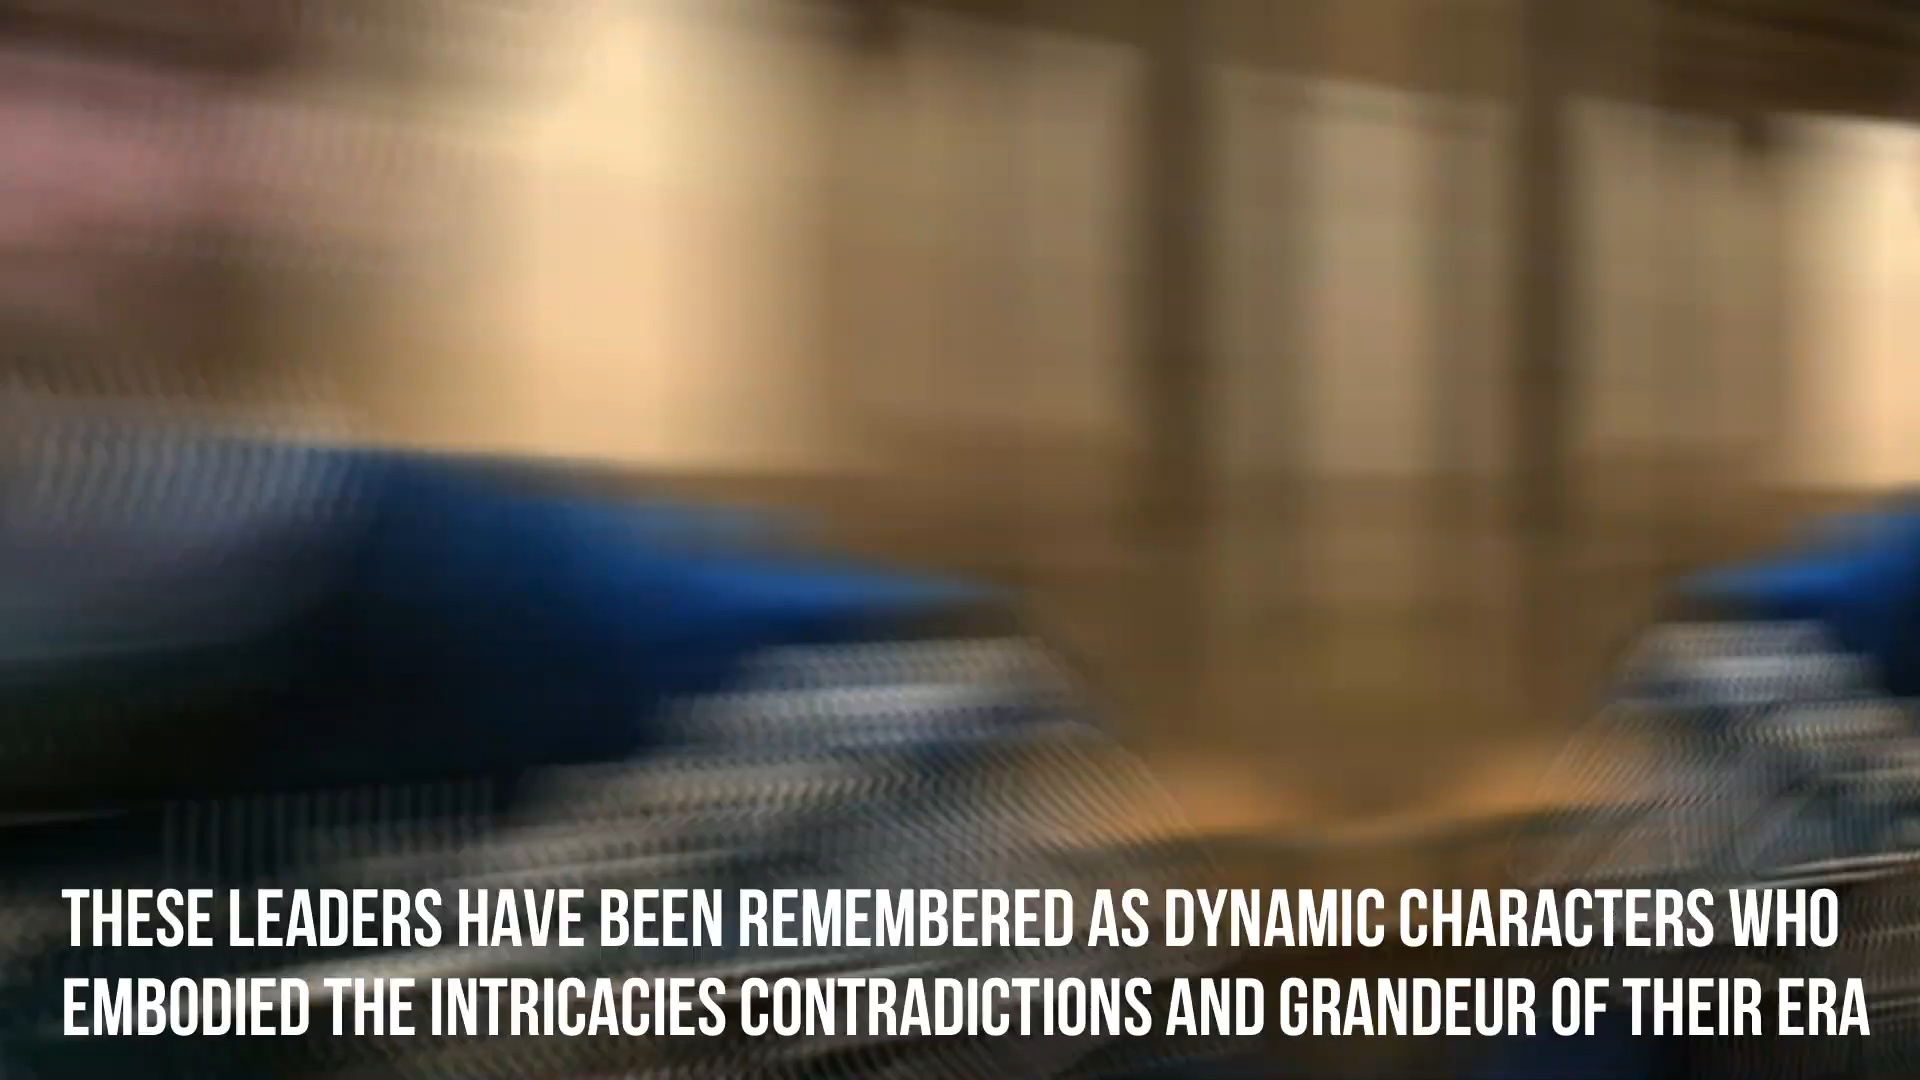 THESE LEADERS HAVE BEEN REMEMBERED AS DYNAMIC CHARACTERS WHO
EMBODIED THE INTRICACIES CONTRADICTIONS AND GRANDEUR OF THEIR ERA